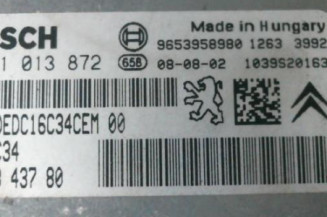 SCH Made in Hungary
9653958980 1263 3992
1 013 872 658 08-08-02 1039S20163
EDC16C34CEM 00
C34
437 80